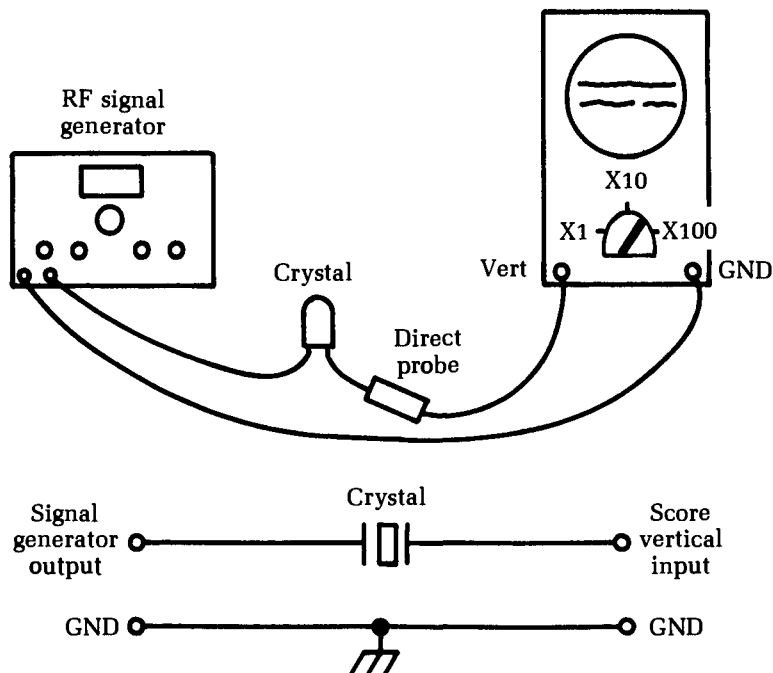 RF signal
generator
X10
X1
X100
Vert
GND
Crystal
Direct
probe
Crystal
Signal
generator
output
Score
vertical
input
GND
GND